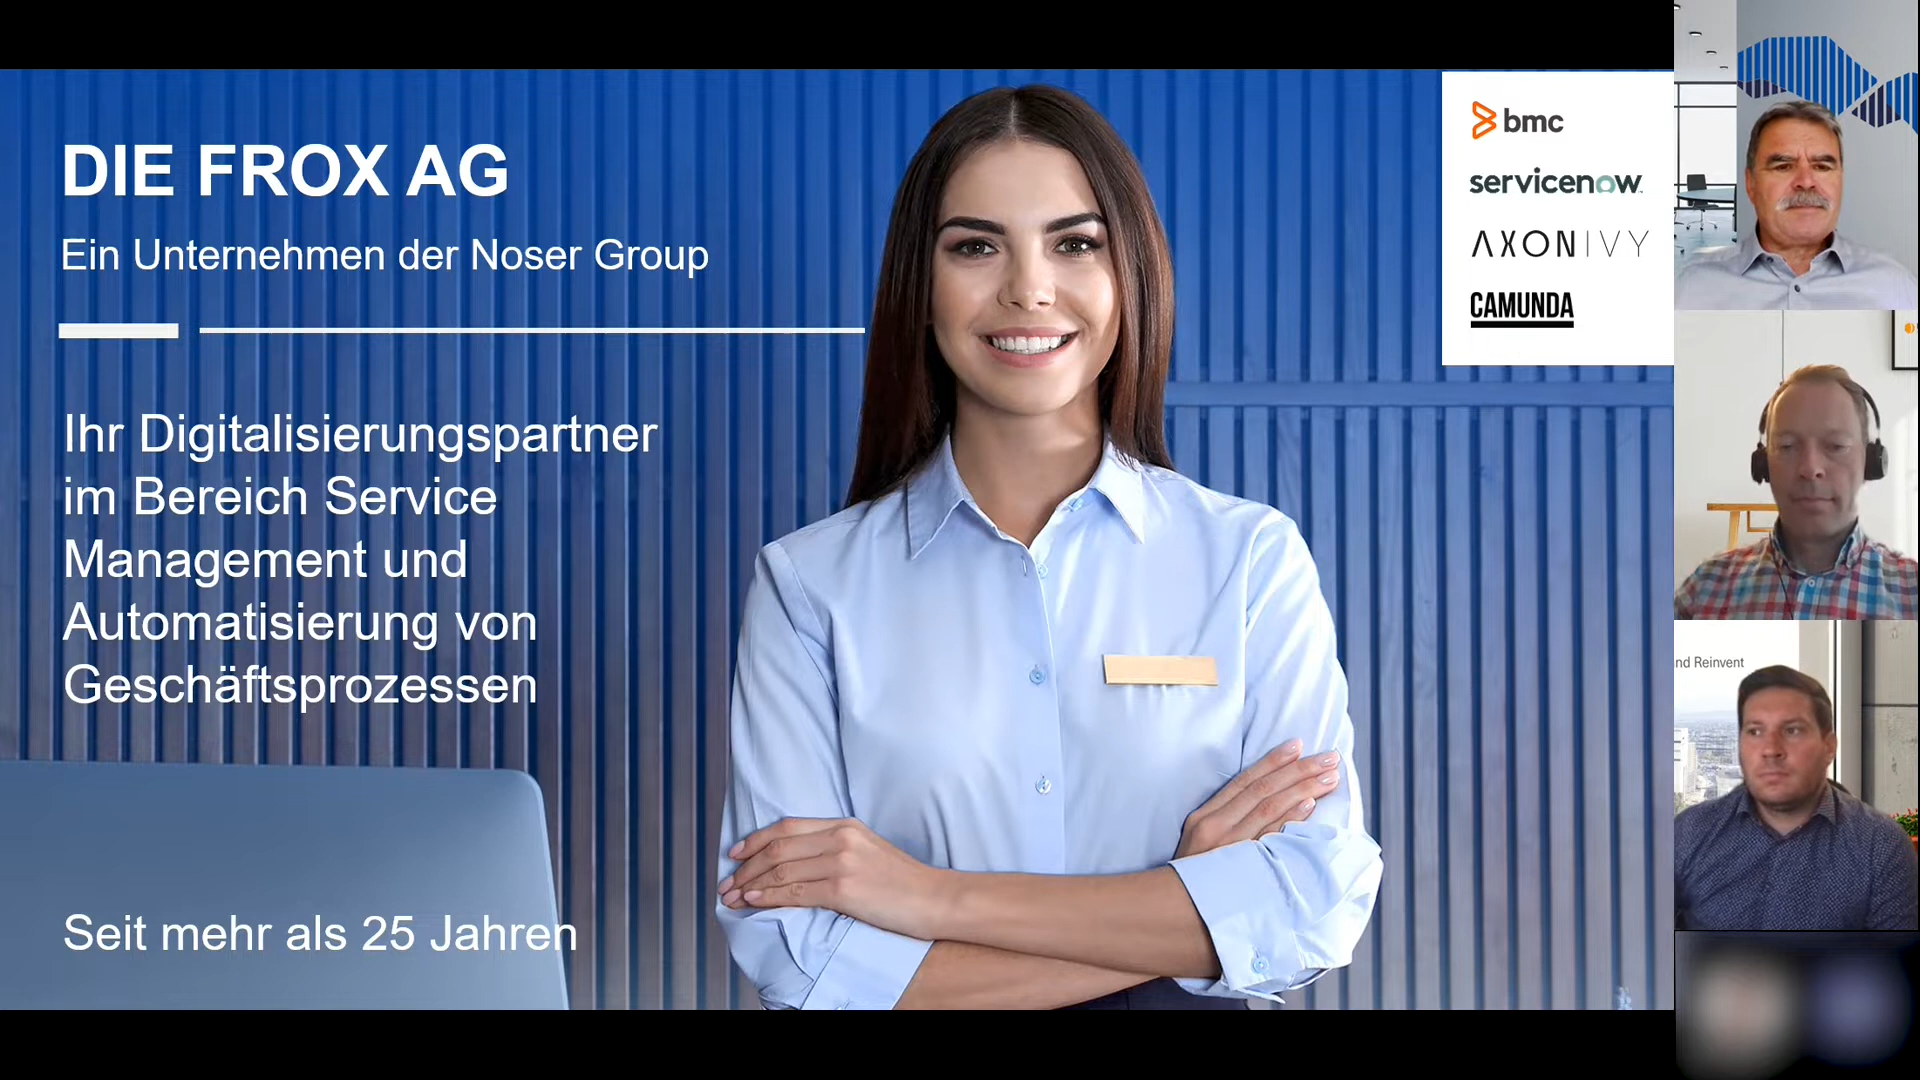 DIE FROX AG
Ein Unternehmen der Noser Group
Ihr Digitalisierungspartner
im Bereich Service
Management und
Automatisierung von
Geschäftsprozessen
Seit mehr als 25 Jahren
bmc
servicenow
AXONIVY
CAMUNDA
nd Reinvent